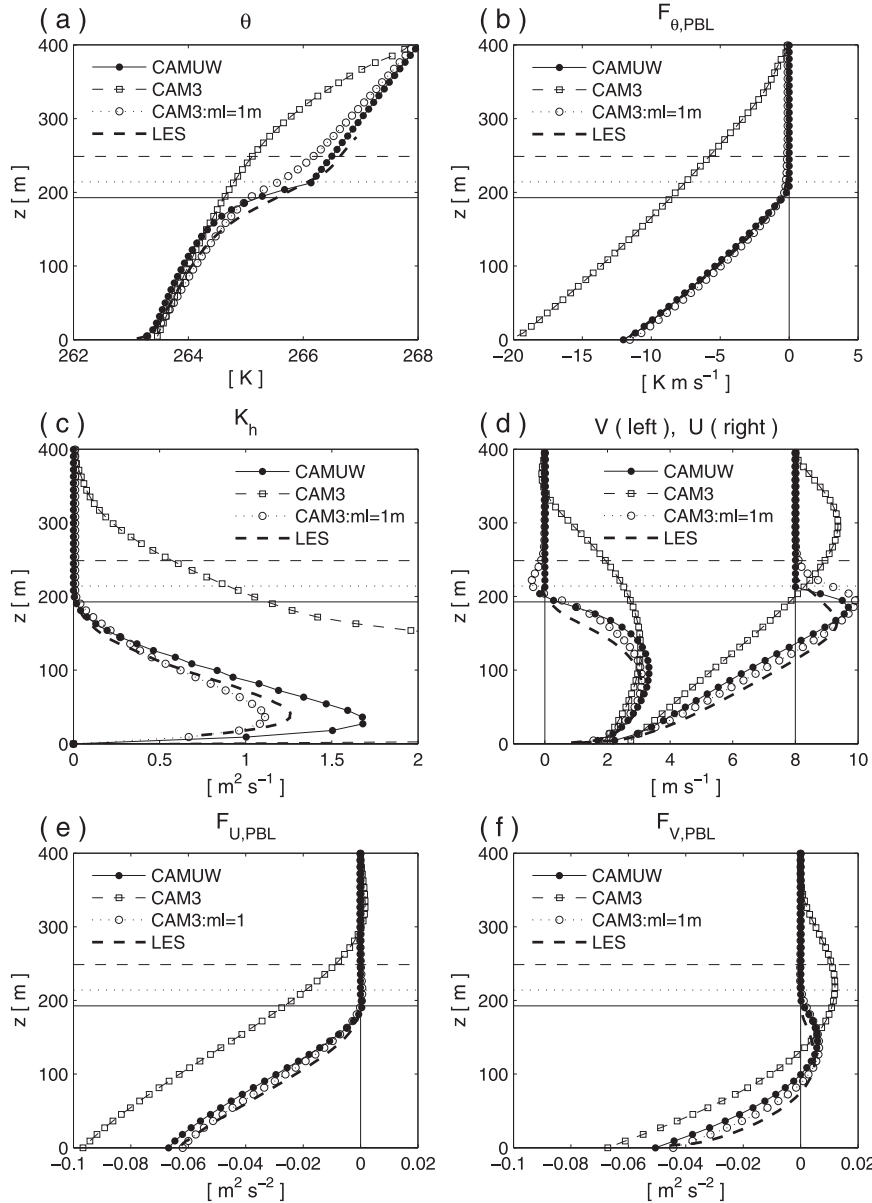 ( a )
θ
400
300
200
100
0
z [ m ]
CAMUW
CAM3
CAM3:ml=1m
LES
262 264 266 268
[ K ]
( b )
F_θ,PBL
400
300
200
100
0
z [ m ]
CAMUW
CAM3
CAM3:ml=1m
LES
−20 −15 −10 −5 0 5
[ K m s⁻¹ ]
( c )
K_h
400
300
200
100
0
z [ m ]
CAMUW
CAM3
CAM3:ml=1m
LES
0 0.5 1 1.5 2
[ m² s⁻¹ ]
( d )
V ( left ), U ( right )
400
300
200
100
0
z [ m ]
CAMUW
CAM3
CAM3:ml=1m
LES
0 2 4 6 8 10
[ m s⁻¹ ]
( e )
F_U,PBL
400
300
200
100
0
z [ m ]
CAMUW
CAM3
CAM3:ml=1
LES
−0.1 −0.08 −0.06 −0.04 −0.02 0 0.02
[ m² s⁻² ]
( f )
F_V,PBL
400
300
200
100
0
z [ m ]
CAMUW
CAM3
CAM3:ml=1m
LES
−0.1 −0.08 −0.06 −0.04 −0.02 0 0.02
[ m² s⁻² ]